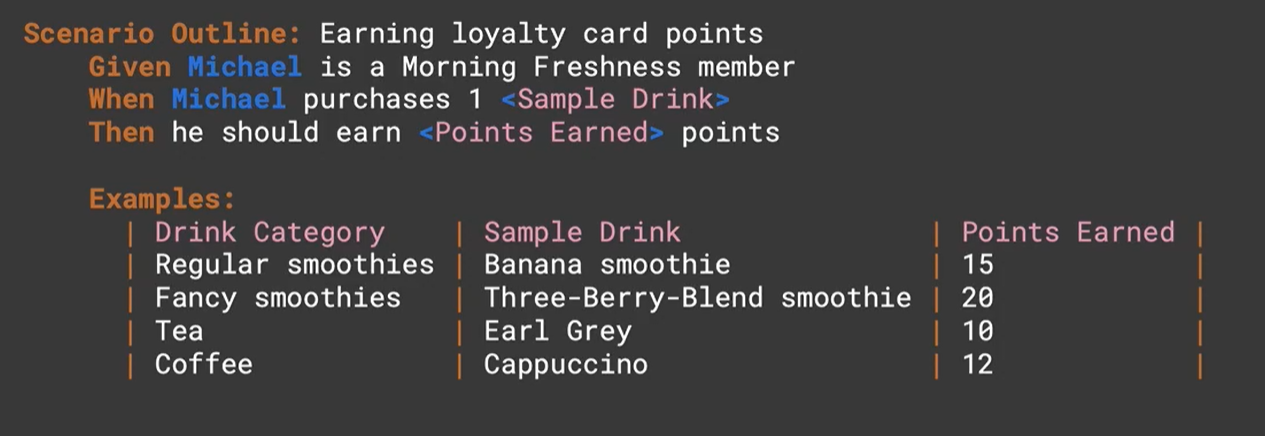 Scenario Outline: Earning loyalty card points
Given Michael is a Morning Freshness member
When Michael purchases 1 <Sample Drink>
Then he should earn <Points Earned> points
Examples:
| Drink Category | Sample Drink | Points Earned |
| Regular smoothies | Banana smoothie | 15 |
| Fancy smoothies | Three-Berry-Blend smoothie | 20 |
| Tea | Earl Grey | 10 |
| Coffee | Cappuccino | 12 |